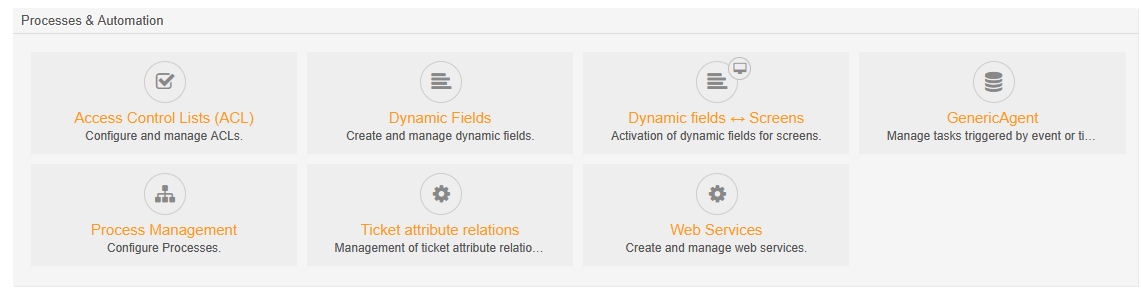 Processes & Automation
Access Control Lists (ACL)
Configure and manage ACLs.
Dynamic Fields
Create and manage dynamic fields.
Dynamic fields ↔ Screens
Activation of dynamic fields for screens.
GenericAgent
Manage tasks triggered by event or ti…
Process Management
Configure Processes.
Ticket attribute relations
Management of ticket attribute relatio…
Web Services
Create and manage web services.